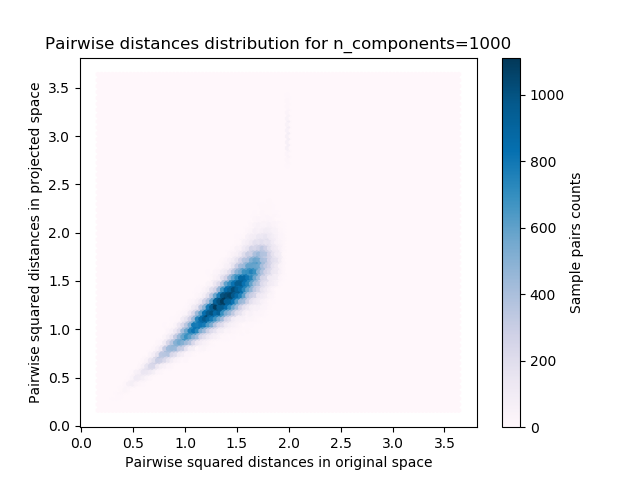 Pairwise distances distribution for n_components=1000
Pairwise squared distances in projected space
3.5
3.0
2.5
2.0
1.5
1.0
0.5
0.0
0.0 0.5 1.0 1.5 2.0 2.5 3.0 3.5
Pairwise squared distances in original space
1000
800
600
400
200
0
Sample pairs counts